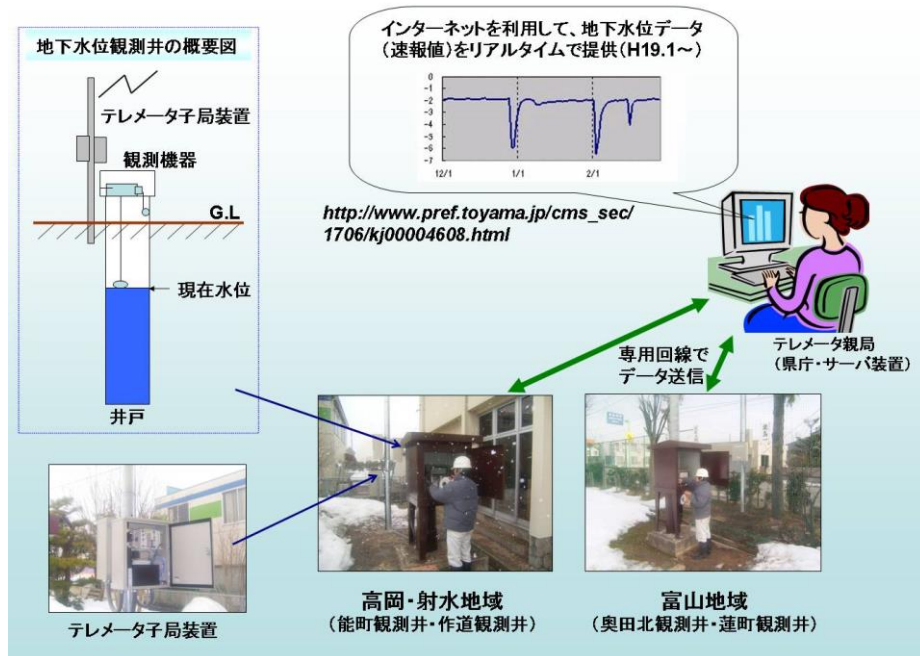 地下水位観測井の概要図
テレメータ子局装置
観測機器
G.L
現在水位
井戸
インターネットを利用して、地下水位データ
（速報値）をリアルタイムで提供（H19.1～）
0
-1
-2
-3
-4
-5
-6
-7
12/1 1/1 2/1
http://www.pref.toyama.jp/cms_sec/
1706/kj00004608.html
テレメータ親局
（県庁・サーバ装置）
専用回線で
データ送信
テレメータ子局装置
高岡・射水地域
（能町観測井・作道観測井）
富山地域
（奥田北観測井・蓮町観測井）